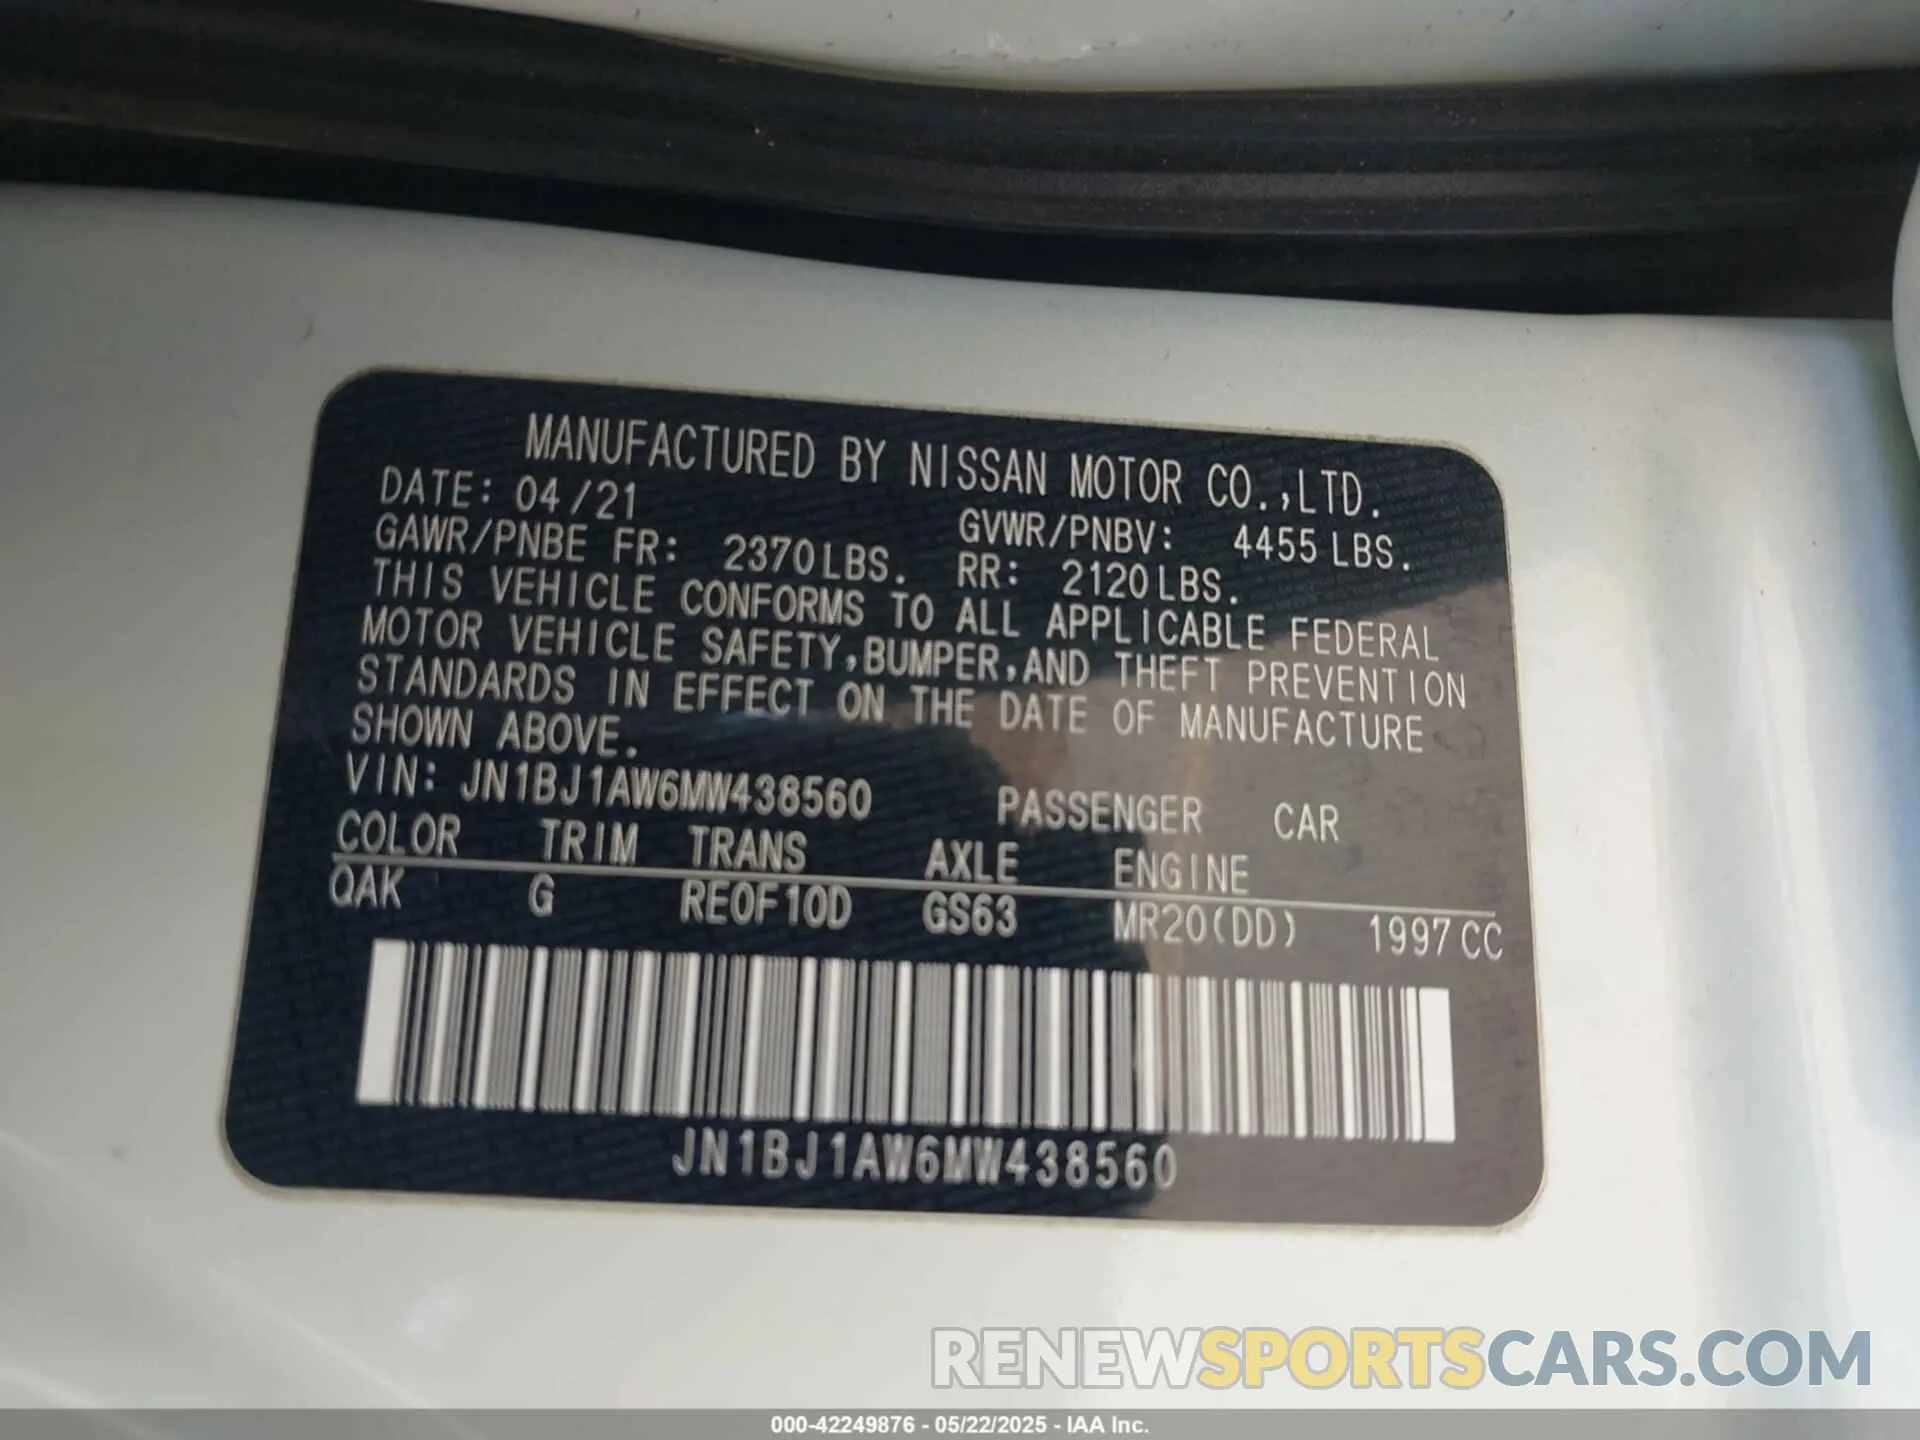 MANUFACTURED BY NISSAN MOTOR CO.,LTD.
DATE: 04/21 GVWR/PNBV: 4455 LBS.
GAWR/PNBE FR: 2370LBS. RR: 2120LBS.
THIS VEHICLE CONFORMS TO ALL APPLICABLE FEDERAL
MOTOR VEHICLE SAFETY,BUMPER,AND THEFT PREVENTION
STANDARDS IN EFFECT ON THE DATE OF MANUFACTURE
SHOWN ABOVE.
VIN: JN1BJ1AW6MW438560 PASSENGER CAR
COLOR TRIM TRANS AXLE ENGINE
QAK G RE0F10D GS63 MR20(DD) 1997CC
JN1BJ1AW6MW438560
RENEWSPORTSCARS.COM
000-42249876 - 05/22/2025 - IAA Inc.